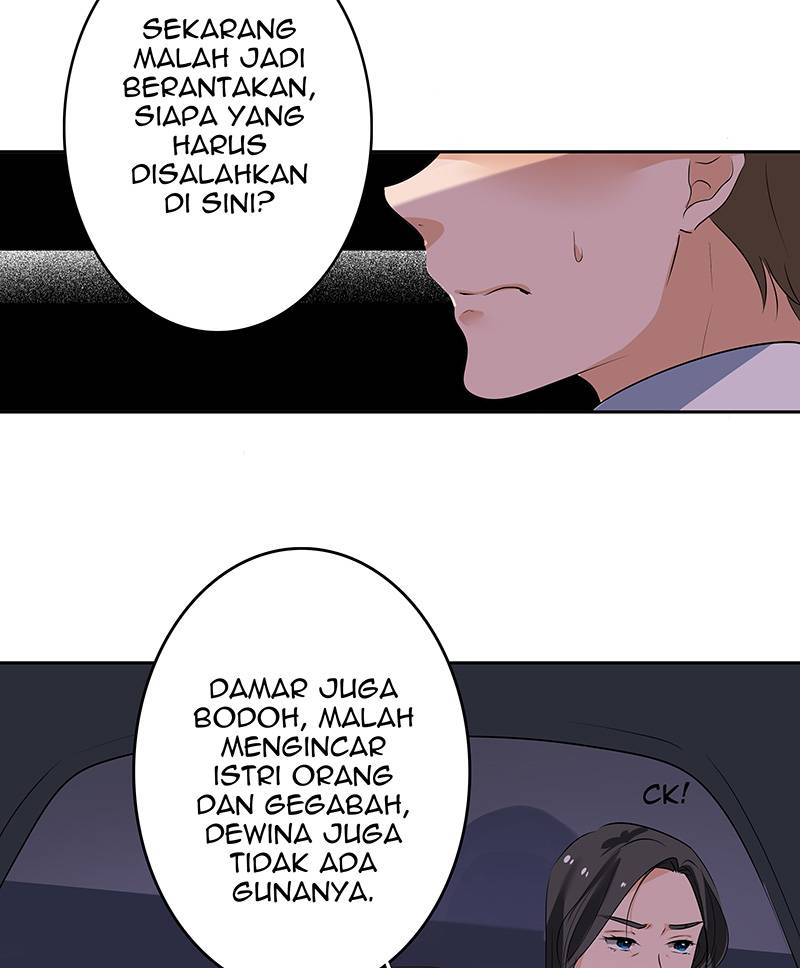 SEKARANG
MALAH JADI
BERANTAKAN,
SIAPA YANG
HARUS
DISALAHKAN
DI SINI?
DAMAR JUGA
BODOH, MALAH
MENGINCAR
ISTRI ORANG
DAN GEGABAH,
DEWINA JUGA
TIDAK ADA
GUNANYA.
CK!